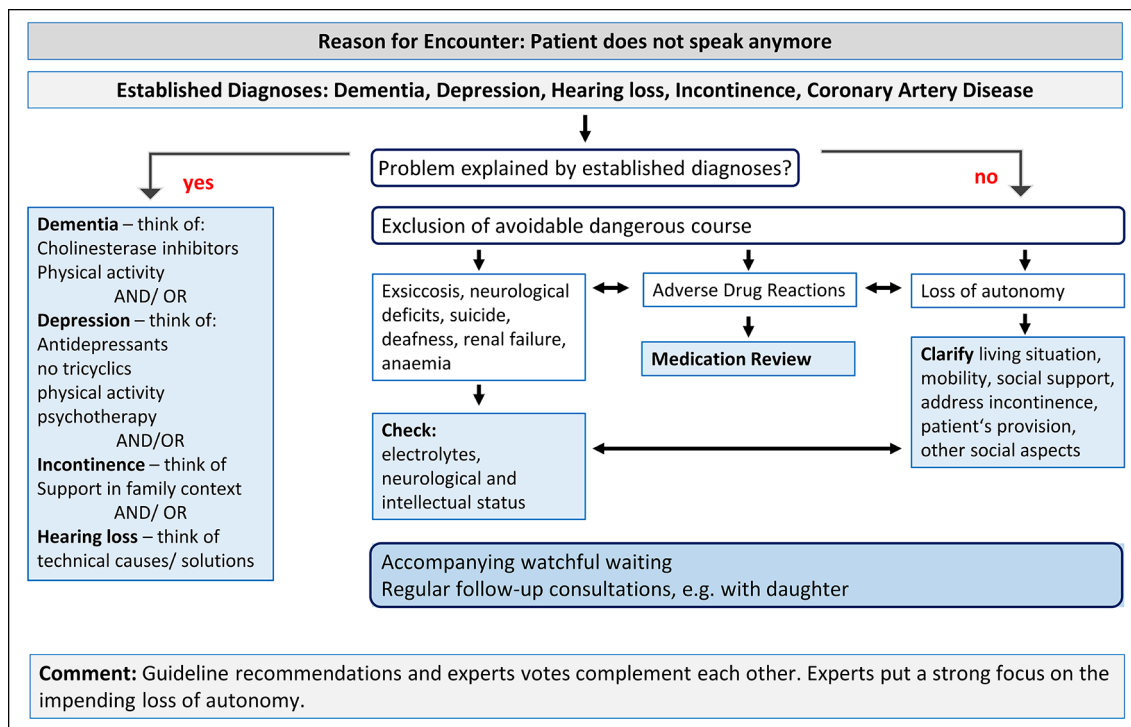 Reason for Encounter: Patient does not speak anymore
Established Diagnoses: Dementia, Depression, Hearing loss, Incontinence, Coronary Artery Disease
Problem explained by established diagnoses?
yes
no
Dementia – think of:
Cholinesterase inhibitors
Physical activity
AND/ OR
Depression – think of:
Antidepressants
no tricyclics
physical activity
psychotherapy
AND/OR
Incontinence – think of
Support in family context
AND/ OR
Hearing loss – think of
technical causes/ solutions
Exclusion of avoidable dangerous course
Exsiccosis, neurological
deficits, suicide,
deafness, renal failure,
anaemia
Adverse Drug Reactions
Loss of autonomy
Medication Review
Clarify living situation,
mobility, social support,
address incontinence,
patient‘s provision,
other social aspects
Check:
electrolytes,
neurological and
intellectual status
Accompanying watchful waiting
Regular follow-up consultations, e.g. with daughter
Comment: Guideline recommendations and experts votes complement each other. Experts put a strong focus on the
impending loss of autonomy.